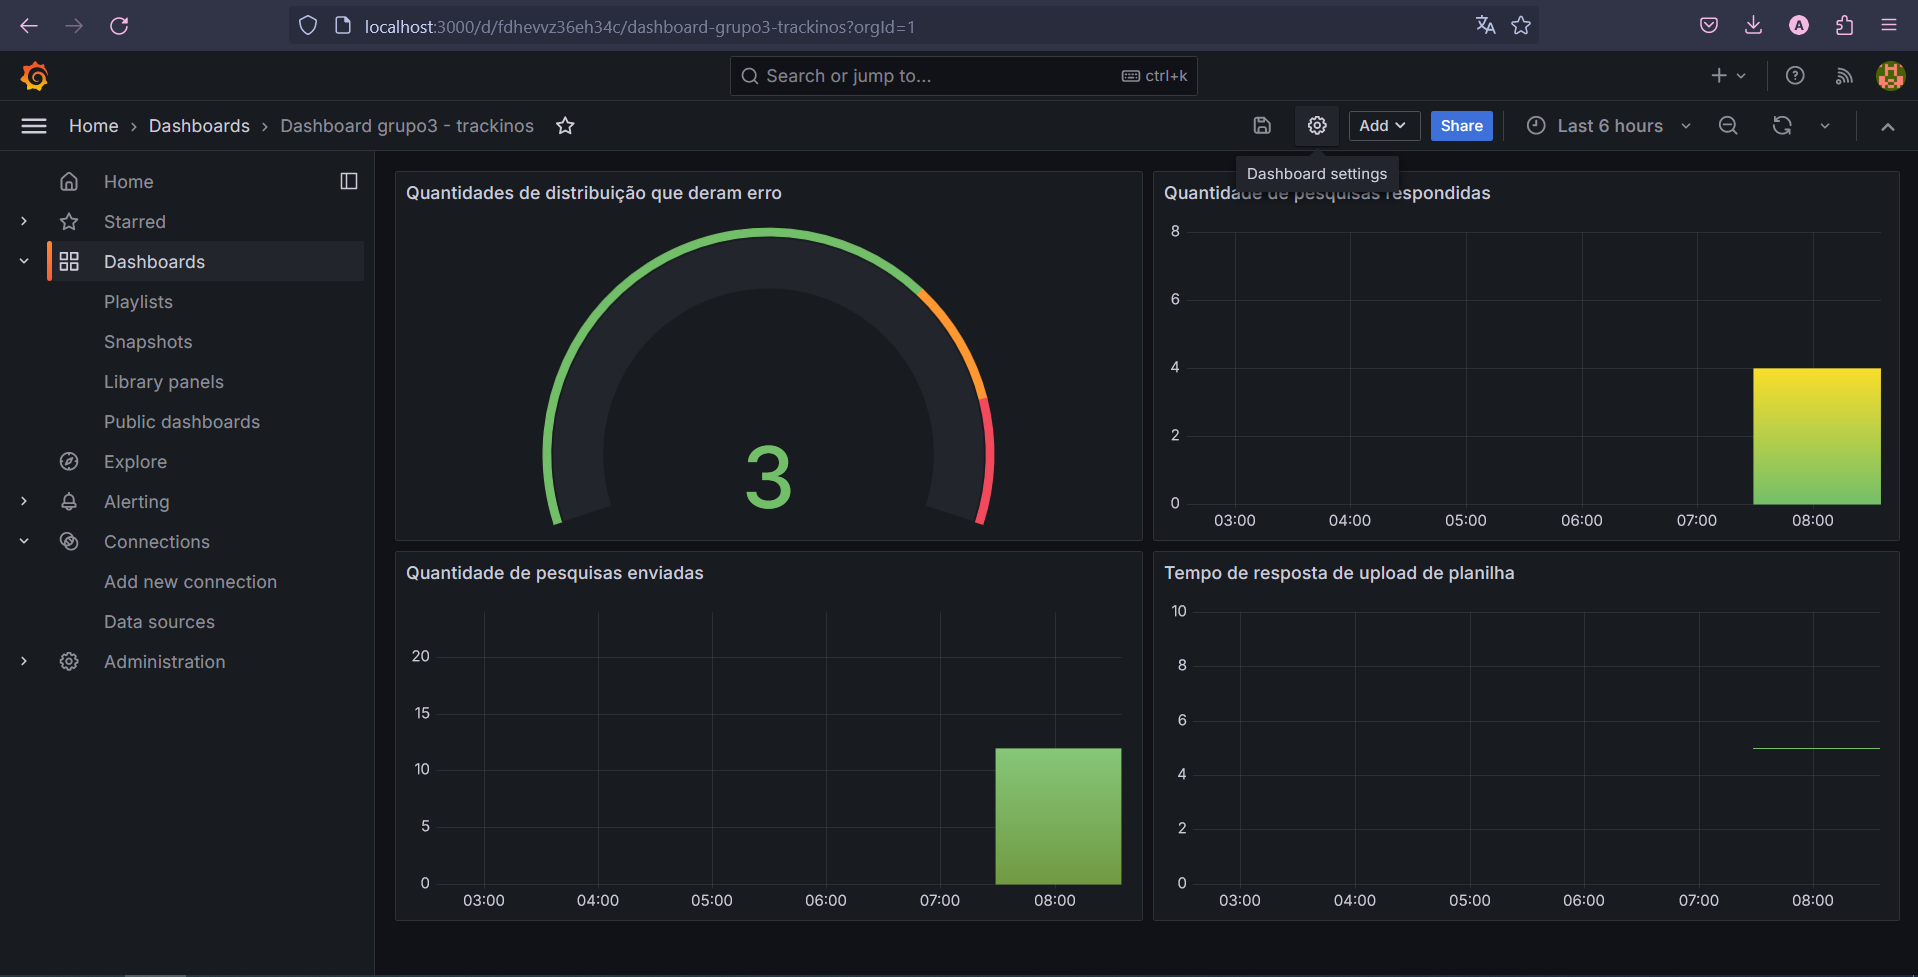 localhost:3000/d/fdhevvz36eh34c/dashboard-grupo3-trackinos?orgId=1
A
Search or jump to...
ctrl+k
Home › Dashboards › Dashboard grupo3 - trackinos
Add
Share
Last 6 hours
Dashboard settings
Home
Starred
Dashboards
Playlists
Snapshots
Library panels
Public dashboards
Explore
Alerting
Connections
Add new connection
Data sources
Administration
Quantidades de distribuição que deram erro
3
Quantidade de pesquisas respondidas
8
6
4
2
0
03:00 04:00 05:00 06:00 07:00 08:00
Quantidade de pesquisas enviadas
20
15
10
5
0
03:00 04:00 05:00 06:00 07:00 08:00
Tempo de resposta de upload de planilha
10
8
6
4
2
0
03:00 04:00 05:00 06:00 07:00 08:00